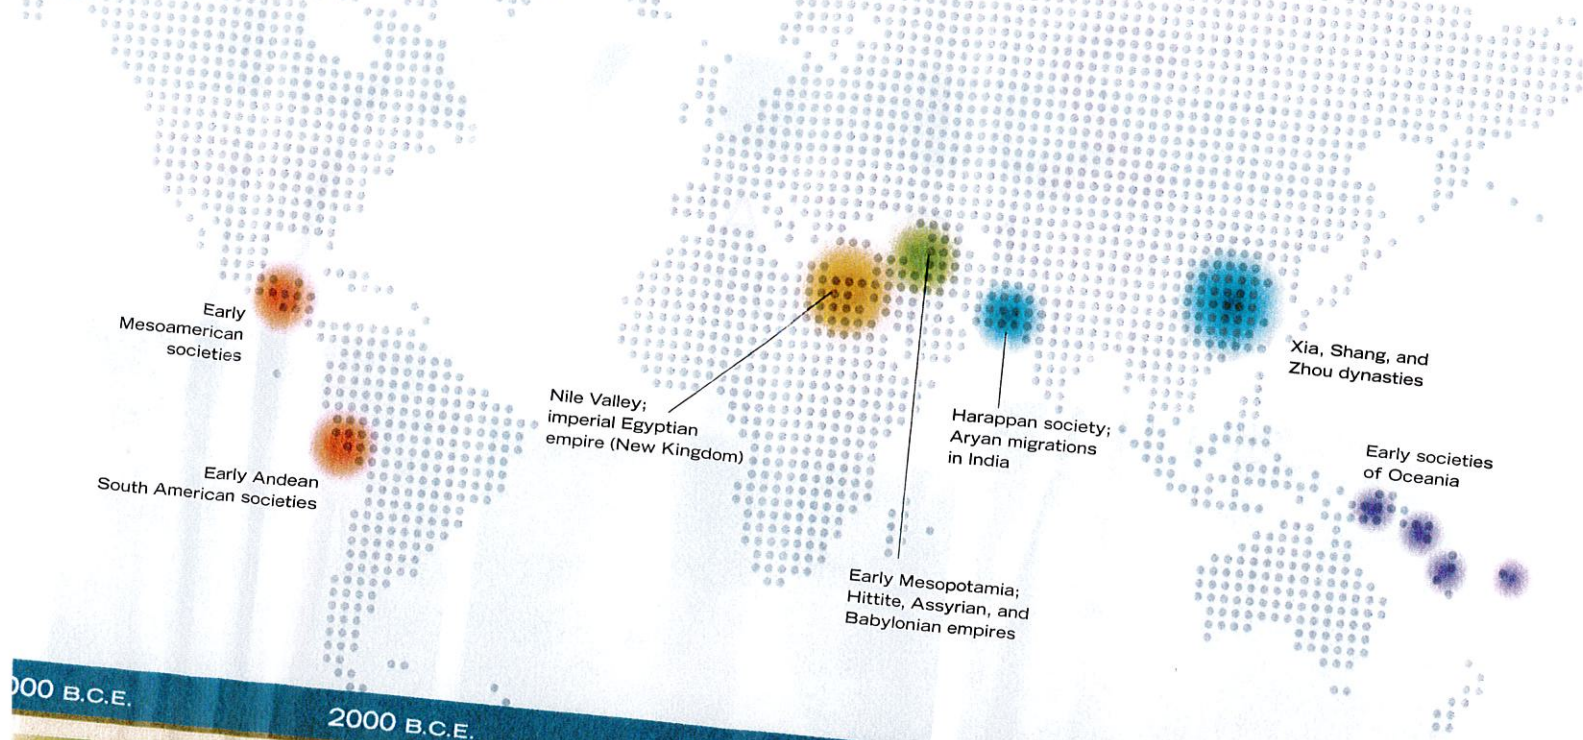 Early
Mesoamerican
societies
Early Andean
South American societies
Nile Valley;
imperial Egyptian
empire (New Kingdom)
Early Mesopotamia;
Hittite, Assyrian, and
Babylonian empires
Harappan society;
Aryan migrations
in India
Xia, Shang, and
Zhou dynasties
Early societies
of Oceania
000 B.C.E.
2000 B.C.E.